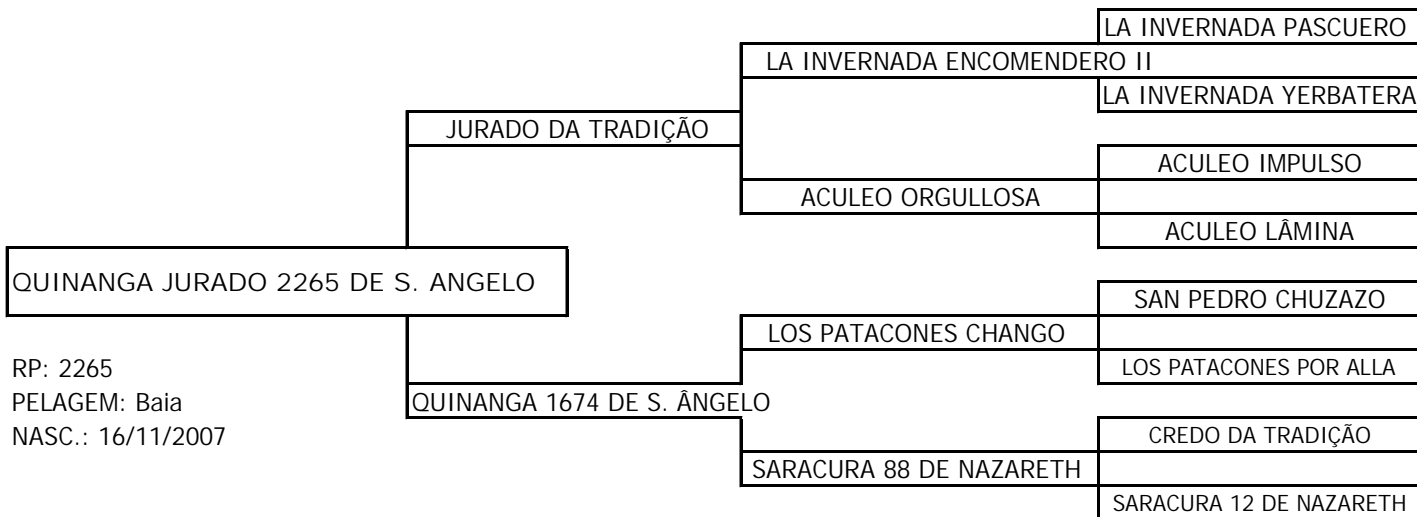 LA INVERNADA PASCUERO
LA INVERNADA ENCOMENDERO II
LA INVERNADA YERBATERA
JURADO DA TRADIÇÃO
ACULEO IMPULSO
ACULEO ORGULLOSA
ACULEO LÂMINA
QUINANGA JURADO 2265 DE S. ANGELO
SAN PEDRO CHUZAZO
LOS PATACONES CHANGO
LOS PATACONES POR ALLA
RP: 2265
PELAGEM: Baia
QUINANGA 1674 DE S. ÂNGELO
NASC.: 16/11/2007
CREDO DA TRADIÇÃO
SARACURA 88 DE NAZARETH
SARACURA 12 DE NAZARETH